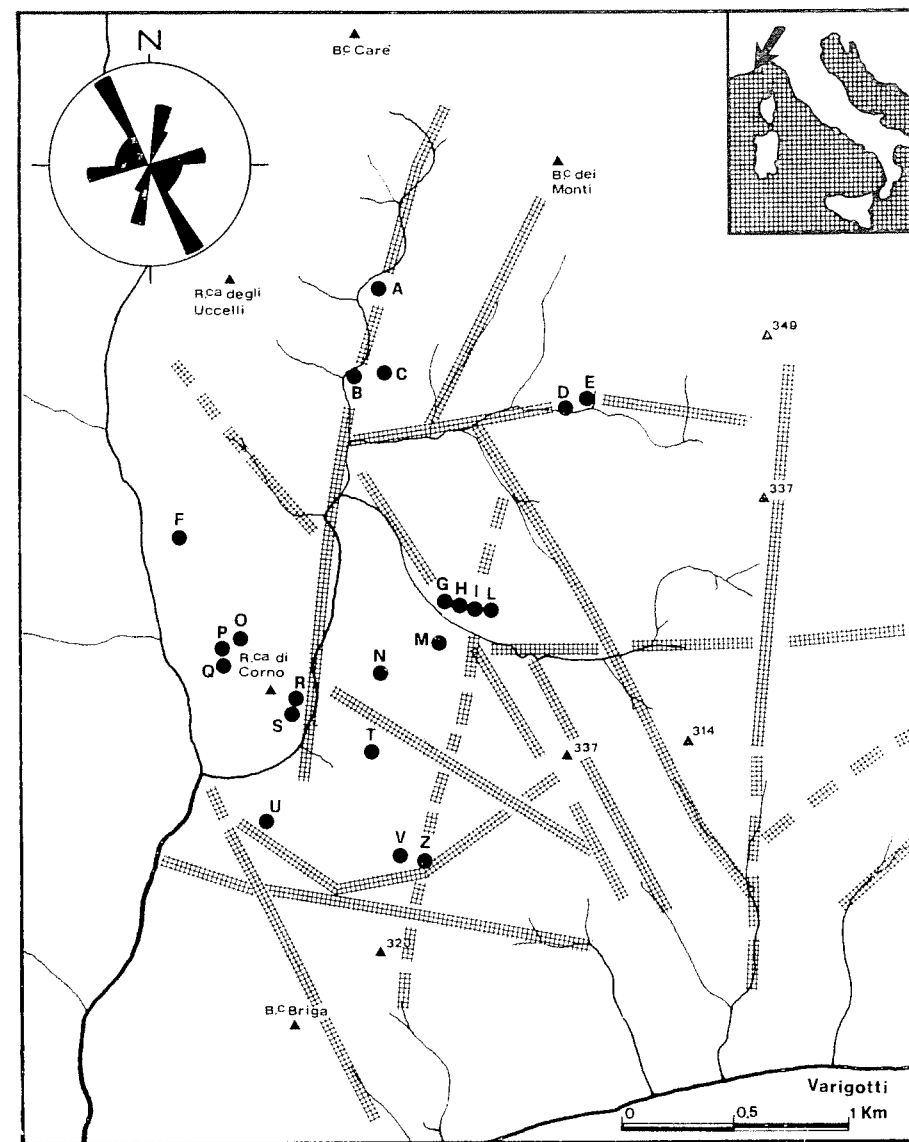 N
B.c Carè
B.c dei
Monti
R.ca degli
Uccelli
A
349
B
C
D
E
337
F
G
H
I
L
M
P
O
Q
R.ca di
Corno
N
R
S
T
314
337
U
V
Z
B.c Briga
Varigotti
0
0,5
1 Km